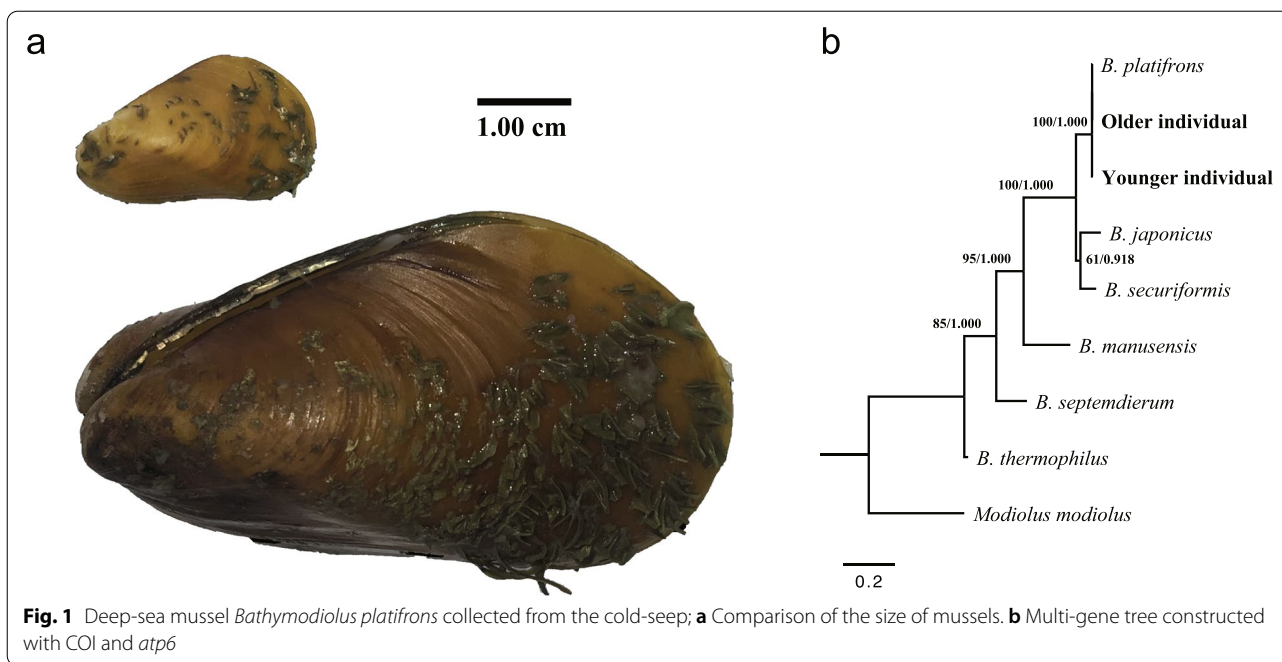 a
1.00 cm
b
B. platifrons
100/1.000
Older individual
Younger individual
100/1.000
B. japonicus
61/0.918
95/1.000
B. securiformis
85/1.000
B. manusensis
B. septemdierum
B. thermophilus
Modiolus modiolus
0.2
Fig. 1 Deep-sea mussel Bathymodiolus platifrons collected from the cold-seep; a Comparison of the size of mussels. b Multi-gene tree constructed
with COI and atp6